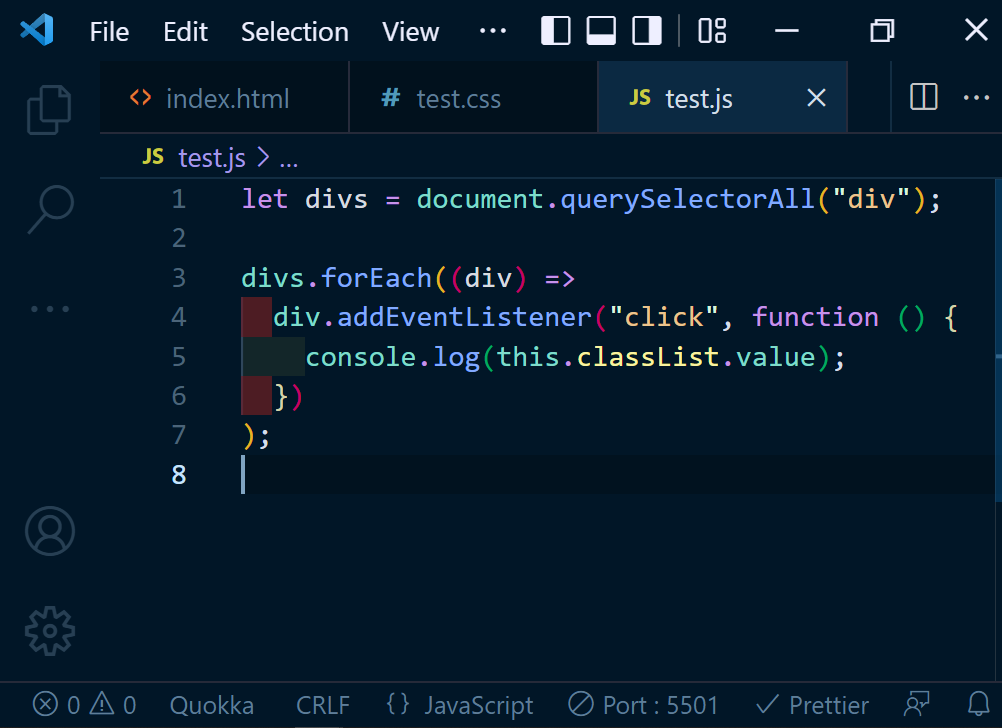 File Edit Selection View ...
index.html # test.css JS test.js
JS test.js > ...
1 let divs = document.querySelectorAll("div");
2
3 divs.forEach((div) =>
4   div.addEventListener("click", function () {
5     console.log(this.classList.value);
6   })
7 );
8
0 0 Quokka CRLF {} JavaScript Port : 5501 Prettier